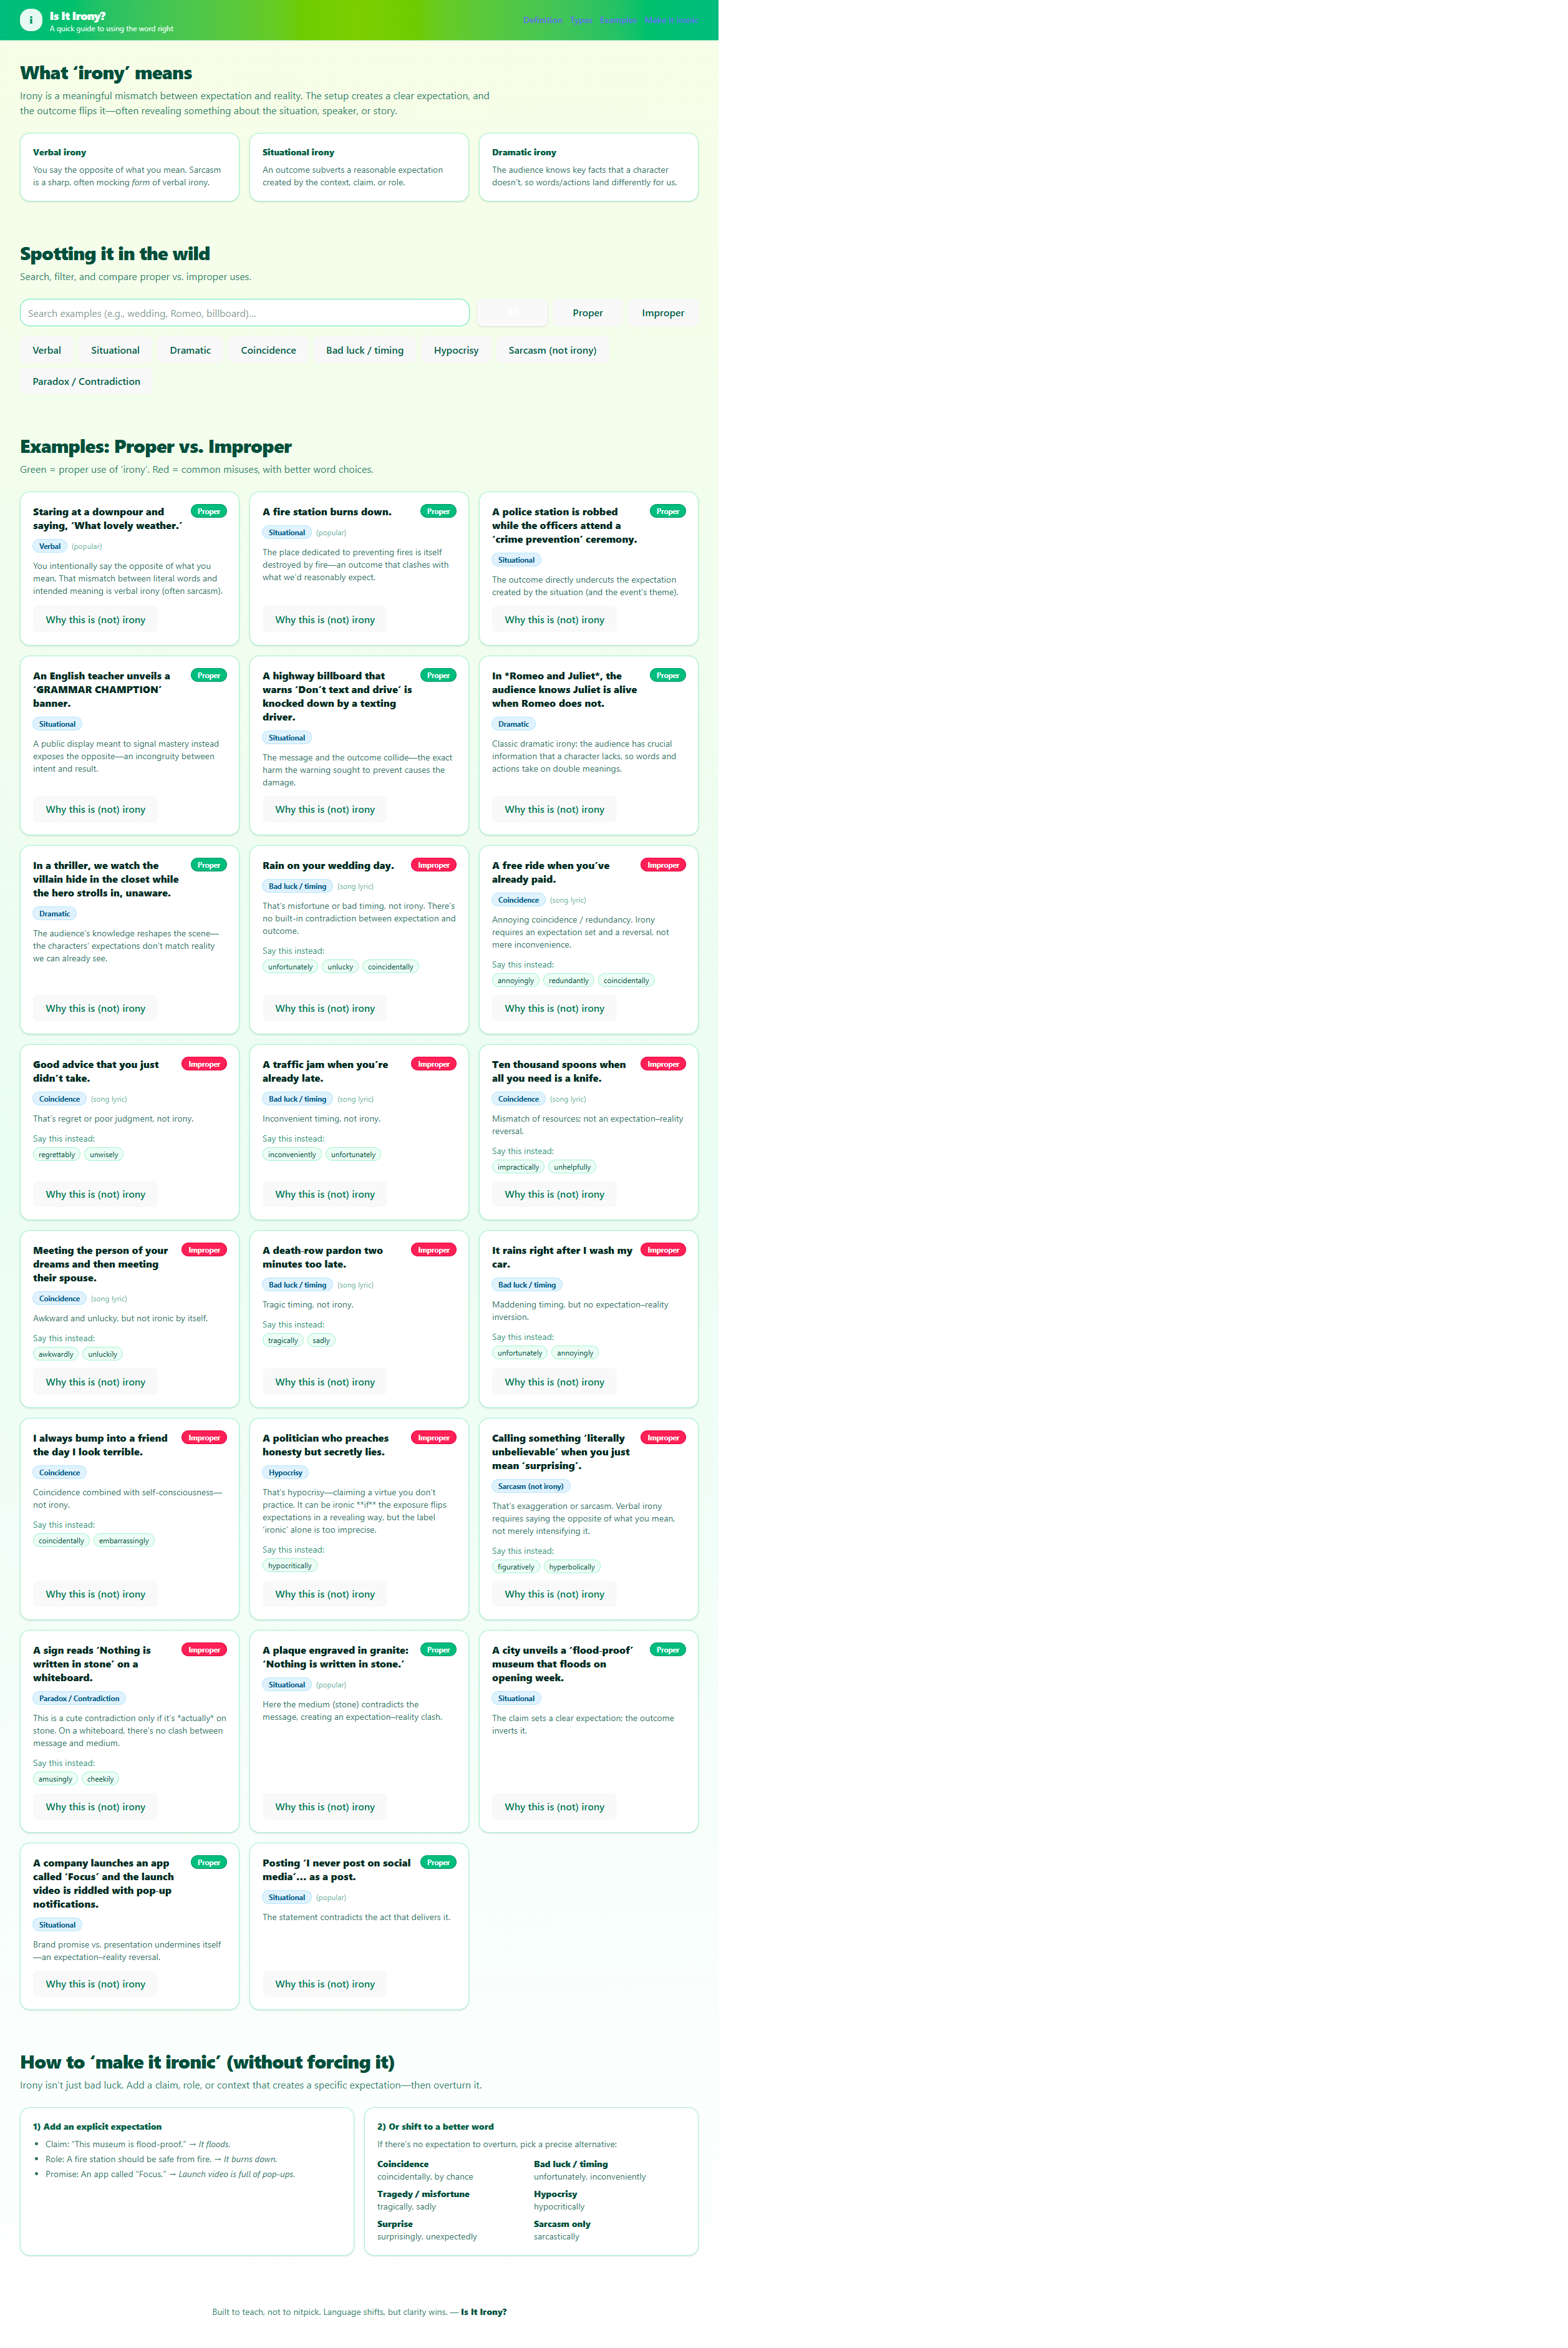 i
Is It Irony?
A quick guide to using the word right
Definition Types Examples
What ‘irony’ means
Irony is a meaningful mismatch between expectation and reality. The setup creates a clear expectation, and
the outcome flips it—often revealing something about the situation, speaker, or story.
Verbal irony
You say the opposite of what you mean. Sarcasm
is a sharp, often mocking form of verbal irony.
Situational irony
An outcome subverts a reasonable expectation
created by the context, claim, or role.
Dramatic irony
The audience knows key facts that a character
doesn’t, so words/actions land differently for us.
Spotting it in the wild
Search, filter, and compare proper vs. improper uses.
Search examples (e.g., wedding, Romeo, billboard)…
Proper
Improper
Verbal
Situational
Dramatic
Coincidence
Bad luck / timing
Hypocrisy
Sarcasm (not irony)
Paradox / Contradiction
Examples: Proper vs. Improper
Green = proper use of ‘irony’. Red = common misuses, with better word choices.
Staring at a downpour and
saying, ‘What lovely weather.’
Proper
Verbal (popular)
You intentionally say the opposite of what you
mean. That mismatch between literal words and
intended meaning is verbal irony (often sarcasm).
Why this is (not) irony
A fire station burns down.
Proper
Situational (popular)
The place dedicated to preventing fires is itself
destroyed by fire—an outcome that clashes with
what we’d reasonably expect.
Why this is (not) irony
A police station is robbed
while the officers attend a
‘crime prevention’ ceremony.
Proper
Situational
The outcome directly undercuts the expectation
created by the situation (and the event’s theme).
Why this is (not) irony
An English teacher unveils a
‘GRAMMAR CHAMPTION’
banner.
Proper
Situational
A public display meant to signal mastery instead
exposes the opposite—an incongruity between
intent and result.
Why this is (not) irony
A highway billboard that
warns ‘Don’t text and drive’ is
knocked down by a texting
driver.
Proper
Situational
The message and the outcome collide—the exact
harm the warning sought to prevent causes the
damage.
Why this is (not) irony
In *Romeo and Juliet*, the
audience knows Juliet is alive
when Romeo does not.
Proper
Dramatic
Classic dramatic irony: the audience has crucial
information that a character lacks, so words and
actions take on double meanings.
Why this is (not) irony
In a thriller, we watch the
villain hide in the closet while
the hero strolls in, unaware.
Proper
Dramatic
The audience’s knowledge reshapes the scene—
the characters’ expectations don’t match reality
we can already see.
Why this is (not) irony
Rain on your wedding day.
Improper
Bad luck / timing (song lyric)
That’s misfortune or bad timing, not irony. There’s
no built-in contradiction between expectation and
outcome.
Say this instead:
unfortunately unlucky coincidentally
Why this is (not) irony
A free ride when you’ve
already paid.
Improper
Coincidence (song lyric)
Annoying coincidence / redundancy. Irony
requires an expectation set and a reversal, not
mere inconvenience.
Say this instead:
annoyingly redundantly coincidentally
Why this is (not) irony
Good advice that you just
didn’t take.
Improper
Coincidence (song lyric)
That’s regret or poor judgment, not irony.
Say this instead:
regrettably unwisely
Why this is (not) irony
A traffic jam when you’re
already late.
Improper
Bad luck / timing (song lyric)
Inconvenient timing, not irony.
Say this instead:
inconveniently unfortunately
Why this is (not) irony
Ten thousand spoons when
all you need is a knife.
Improper
Coincidence (song lyric)
Mismatch of resources; not an expectation–reality
reversal.
Say this instead:
impractically unhelpfully
Why this is (not) irony
Meeting the person of your
dreams and then meeting
their spouse.
Improper
Coincidence (song lyric)
Awkward and unlucky, but not ironic by itself.
Say this instead:
awkwardly unluckily
Why this is (not) irony
A death-row pardon two
minutes too late.
Improper
Bad luck / timing (song lyric)
Tragic timing, not irony.
Say this instead:
tragically sadly
Why this is (not) irony
It rains right after I wash my
car.
Improper
Bad luck / timing
Maddening timing, but no expectation–reality
inversion.
Say this instead:
unfortunately annoyingly
Why this is (not) irony
I always bump into a friend
the day I look terrible.
Improper
Coincidence
Coincidence combined with self-consciousness—
not irony.
Say this instead:
coincidentally embarrassingly
Why this is (not) irony
A politician who preaches
honesty but secretly lies.
Improper
Hypocrisy
That’s hypocrisy—claiming a virtue you don’t
practice. It can be ironic **if** the exposure flips
expectations in a revealing way, but the label
‘ironic’ alone is too imprecise.
Say this instead:
hypocritically
Why this is (not) irony
Calling something ‘literally
unbelievable’ when you just
mean ‘surprising’.
Improper
Sarcasm (not irony)
That’s exaggeration or sarcasm. Verbal irony
requires saying the opposite of what you mean,
not merely intensifying it.
Say this instead:
figuratively hyperbolically
Why this is (not) irony
A sign reads ‘Nothing is
written in stone’ on a
whiteboard.
Improper
Paradox / Contradiction
This is a cute contradiction only if it’s *actually* on
stone. On a whiteboard, there’s no clash between
message and medium.
Say this instead:
amusingly cheekily
Why this is (not) irony
A plaque engraved in granite:
‘Nothing is written in stone.’
Proper
Situational (popular)
Here the medium (stone) contradicts the
message, creating an expectation–reality clash.
Why this is (not) irony
A city unveils a ‘flood-proof’
museum that floods on
opening week.
Proper
Situational
The claim sets a clear expectation; the outcome
inverts it.
Why this is (not) irony
A company launches an app
called ‘Focus’ and the launch
video is riddled with pop-up
notifications.
Proper
Situational
Brand promise vs. presentation undermines itself
—an expectation–reality reversal.
Why this is (not) irony
Posting ‘I never post on social
media’… as a post.
Proper
Situational (popular)
The statement contradicts the act that delivers it.
Why this is (not) irony
How to ‘make it ironic’ (without forcing it)
Irony isn’t just bad luck. Add a claim, role, or context that creates a specific expectation—then overturn it.
1) Add an explicit expectation
• Claim: “This museum is flood-proof.” → It floods.
• Role: A fire station should be safe from fire. → It burns down.
• Promise: An app called “Focus.” → Launch video is full of pop-ups.
2) Or shift to a better word
If there’s no expectation to overturn, pick a precise alternative:
Coincidence
coincidentally, by chance
Bad luck / timing
unfortunately, inconveniently
Tragedy / misfortune
tragically, sadly
Hypocrisy
hypocritically
Surprise
surprisingly, unexpectedly
Sarcasm only
sarcastically
Built to teach, not to nitpick. Language shifts, but clarity wins. — Is It Irony?